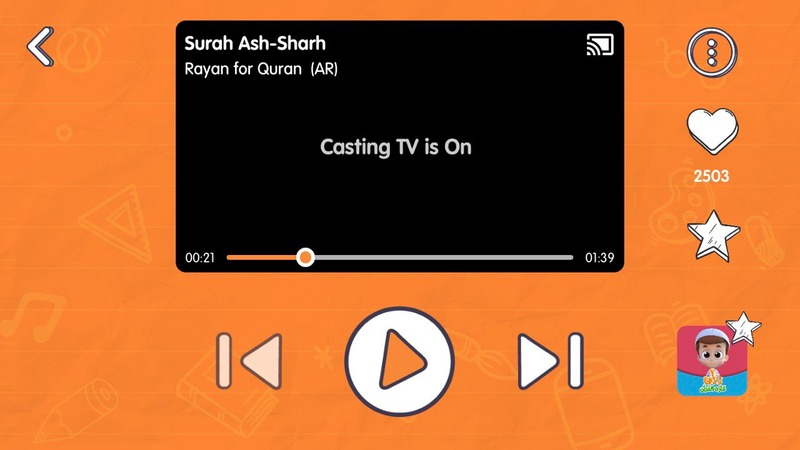 Surah Ash-Sharh
Rayan for Quran (AR)
Casting TV is On
00:21
01:39
2503